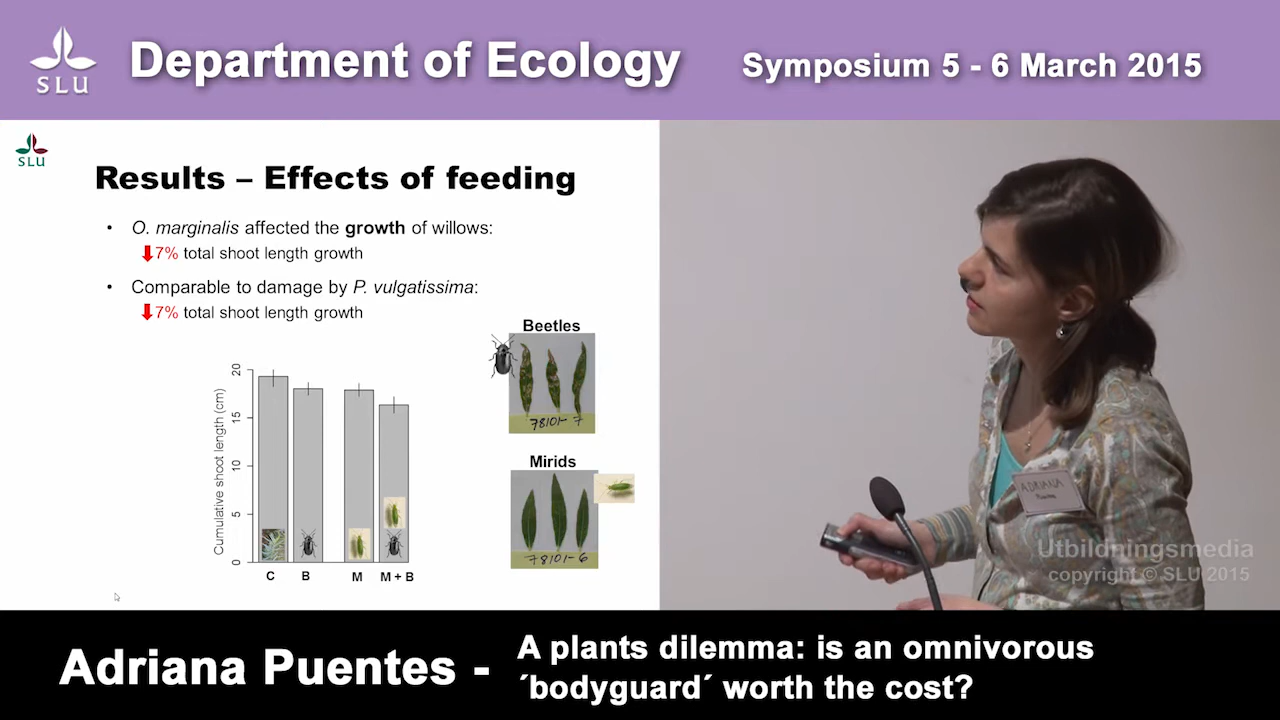 SLU
Department of Ecology
Symposium 5 - 6 March 2015
SLU
Results – Effects of feeding
• O. marginalis affected the growth of willows:
7% total shoot length growth
• Comparable to damage by P. vulgatissima:
7% total shoot length growth
Cumulative shoot length (cm)
20
15
10
5
0
C
B
M
M + B
Beetles
78101-7
Mirids
78101-6
ADRIANA
Puentes
Utbildningsmedia
copyright © SLU 2015
Adriana Puentes -
A plants dilemma: is an omnivorous
´bodyguard´ worth the cost?